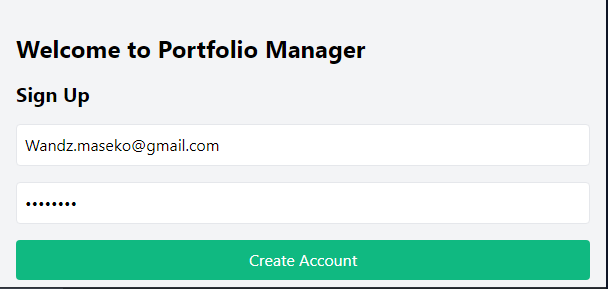 Welcome to Portfolio Manager
Sign Up
Wandz.maseko@gmail.com
••••••••
Create Account